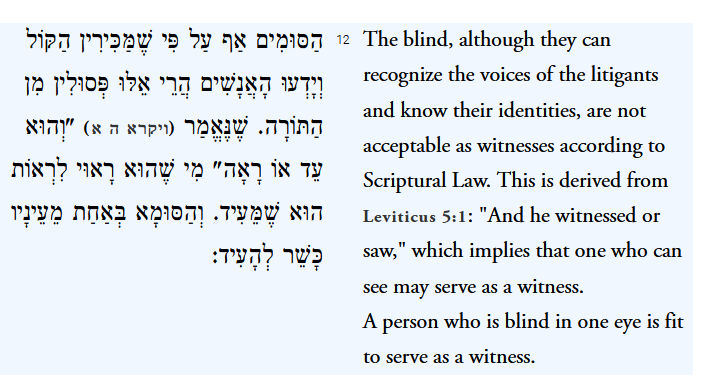 הַסּוּמִים אַף עַל פִּי שֶׁמַּכִּירִין הַקּוֹל
וְיָדְעוּ הָאֲנָשִׁים הֲרֵי אֵלּוּ פְּסוּלִין מִן
הַתּוֹרָה. שֶׁנֶּאֱמַר (ויקרא ה א) "וְהוּא
עֵד אוֹ רָאָה" מִי שֶׁהוּא רָאוּי לִרְאוֹת
הוּא שֶׁמֵּעִיד. וְהַסּוּמָא בְּאַחַת מֵעֵינָיו
כָּשֵׁר לְהָעִיד:
12
The blind, although they can
recognize the voices of the litigants
and know their identities, are not
acceptable as witnesses according to
Scriptural Law. This is derived from
Leviticus 5:1: "And he witnessed or
saw," which implies that one who can
see may serve as a witness.
A person who is blind in one eye is fit
to serve as a witness.